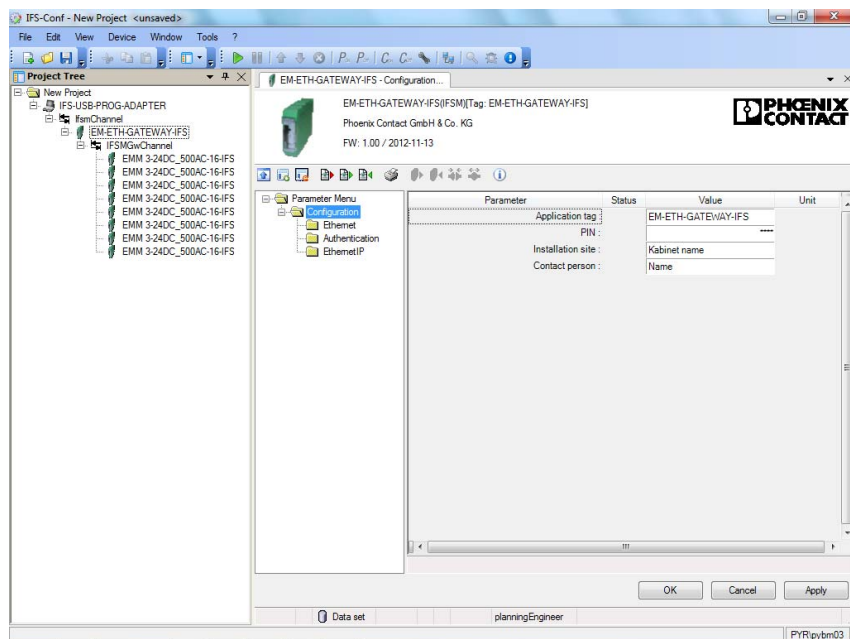 IFS-Conf - New Project <unsaved>
File Edit View Device Window Tools ?
Project Tree
New Project
IFS-USB-PROG-ADAPTER
IfsmChannel
EM-ETH-GATEWAY-IFS
IFSMGwChannel
EMM 3-24DC_500AC-16-IFS
EMM 3-24DC_500AC-16-IFS
EMM 3-24DC_500AC-16-IFS
EMM 3-24DC_500AC-16-IFS
EMM 3-24DC_500AC-16-IFS
EMM 3-24DC_500AC-16-IFS
EMM 3-24DC_500AC-16-IFS
EMM 3-24DC_500AC-16-IFS
EM-ETH-GATEWAY-IFS - Configuration...
EM-ETH-GATEWAY-IFS(IFSM)[Tag: EM-ETH-GATEWAY-IFS]
Phoenix Contact GmbH & Co. KG
FW: 1.00 / 2012-11-13
PHŒNIX
CONTACT
Parameter Menu
Configuration
Ethernet
Authentication
EthernetIP
Parameter Status Value Unit
Application tag : EM-ETH-GATEWAY-IFS
PIN : ----
Installation site : Kabinet name
Contact person : Name
OK Cancel Apply
Data set planningEngineer
PYR\pybm03